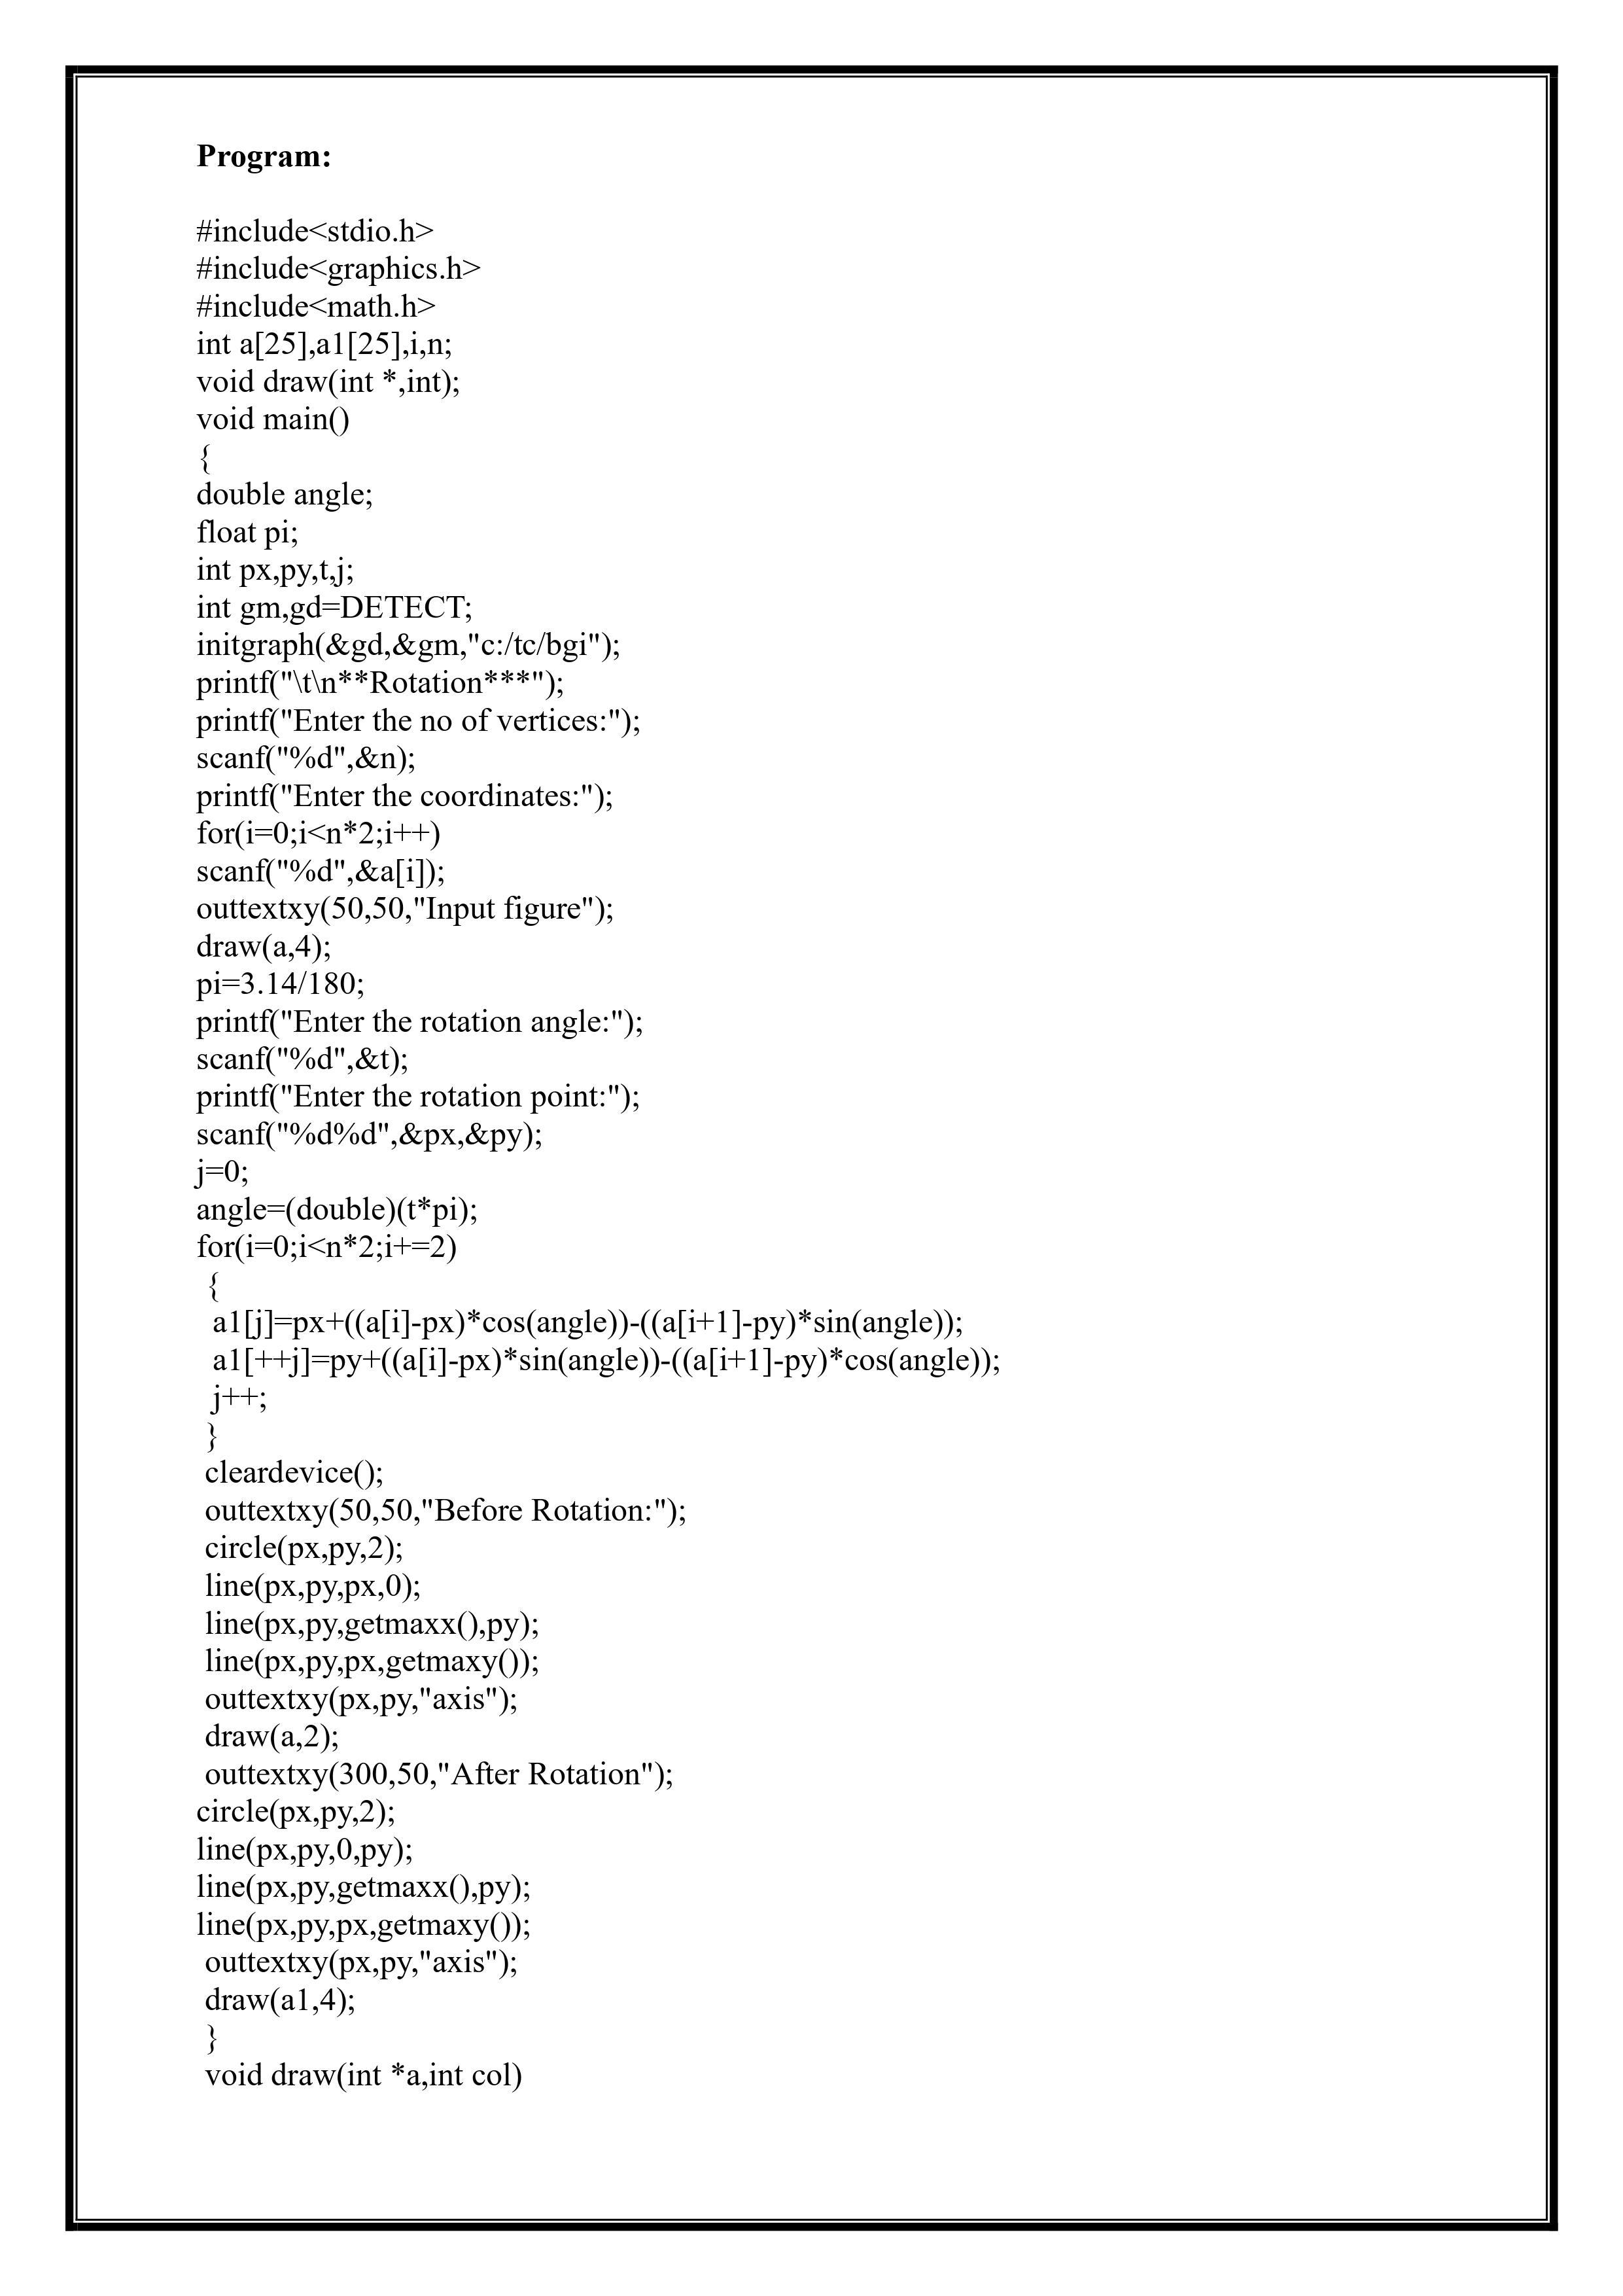 Program:
#include<stdio.h>
#include<graphics.h>
#include<math.h>
int a[25],a1[25],i,n;
void draw(int *,int);
void main()
{
double angle;
float pi;
int px,py,t,j;
int gm,gd=DETECT;
initgraph(&gd,&gm,"c:/tc/bgi");
printf("\t\n**Rotation***");
printf("Enter the no of vertices:");
scanf("%d",&n);
printf("Enter the coordinates:");
for(i=0;i<n*2;i++)
scanf("%d",&a[i]);
outtextxy(50,50,"Input figure");
draw(a,4);
pi=3.14/180;
printf("Enter the rotation angle:");
scanf("%d",&t);
printf("Enter the rotation point:");
scanf("%d%d",&px,&py);
j=0;
angle=(double)(t*pi);
for(i=0;i<n*2;i+=2)
{
a1[j]=px+((a[i]-px)*cos(angle))-((a[i+1]-py)*sin(angle));
a1[++j]=py+((a[i]-px)*sin(angle))-((a[i+1]-py)*cos(angle));
j++;
}
cleardevice();
outtextxy(50,50,"Before Rotation:");
circle(px,py,2);
line(px,py,px,0);
line(px,py,getmaxx(),py);
line(px,py,px,getmaxy());
outtextxy(px,py,"axis");
draw(a,2);
outtextxy(300,50,"After Rotation");
circle(px,py,2);
line(px,py,0,py);
line(px,py,getmaxx(),py);
line(px,py,px,getmaxy());
outtextxy(px,py,"axis");
draw(a1,4);
}
void draw(int *a,int col)